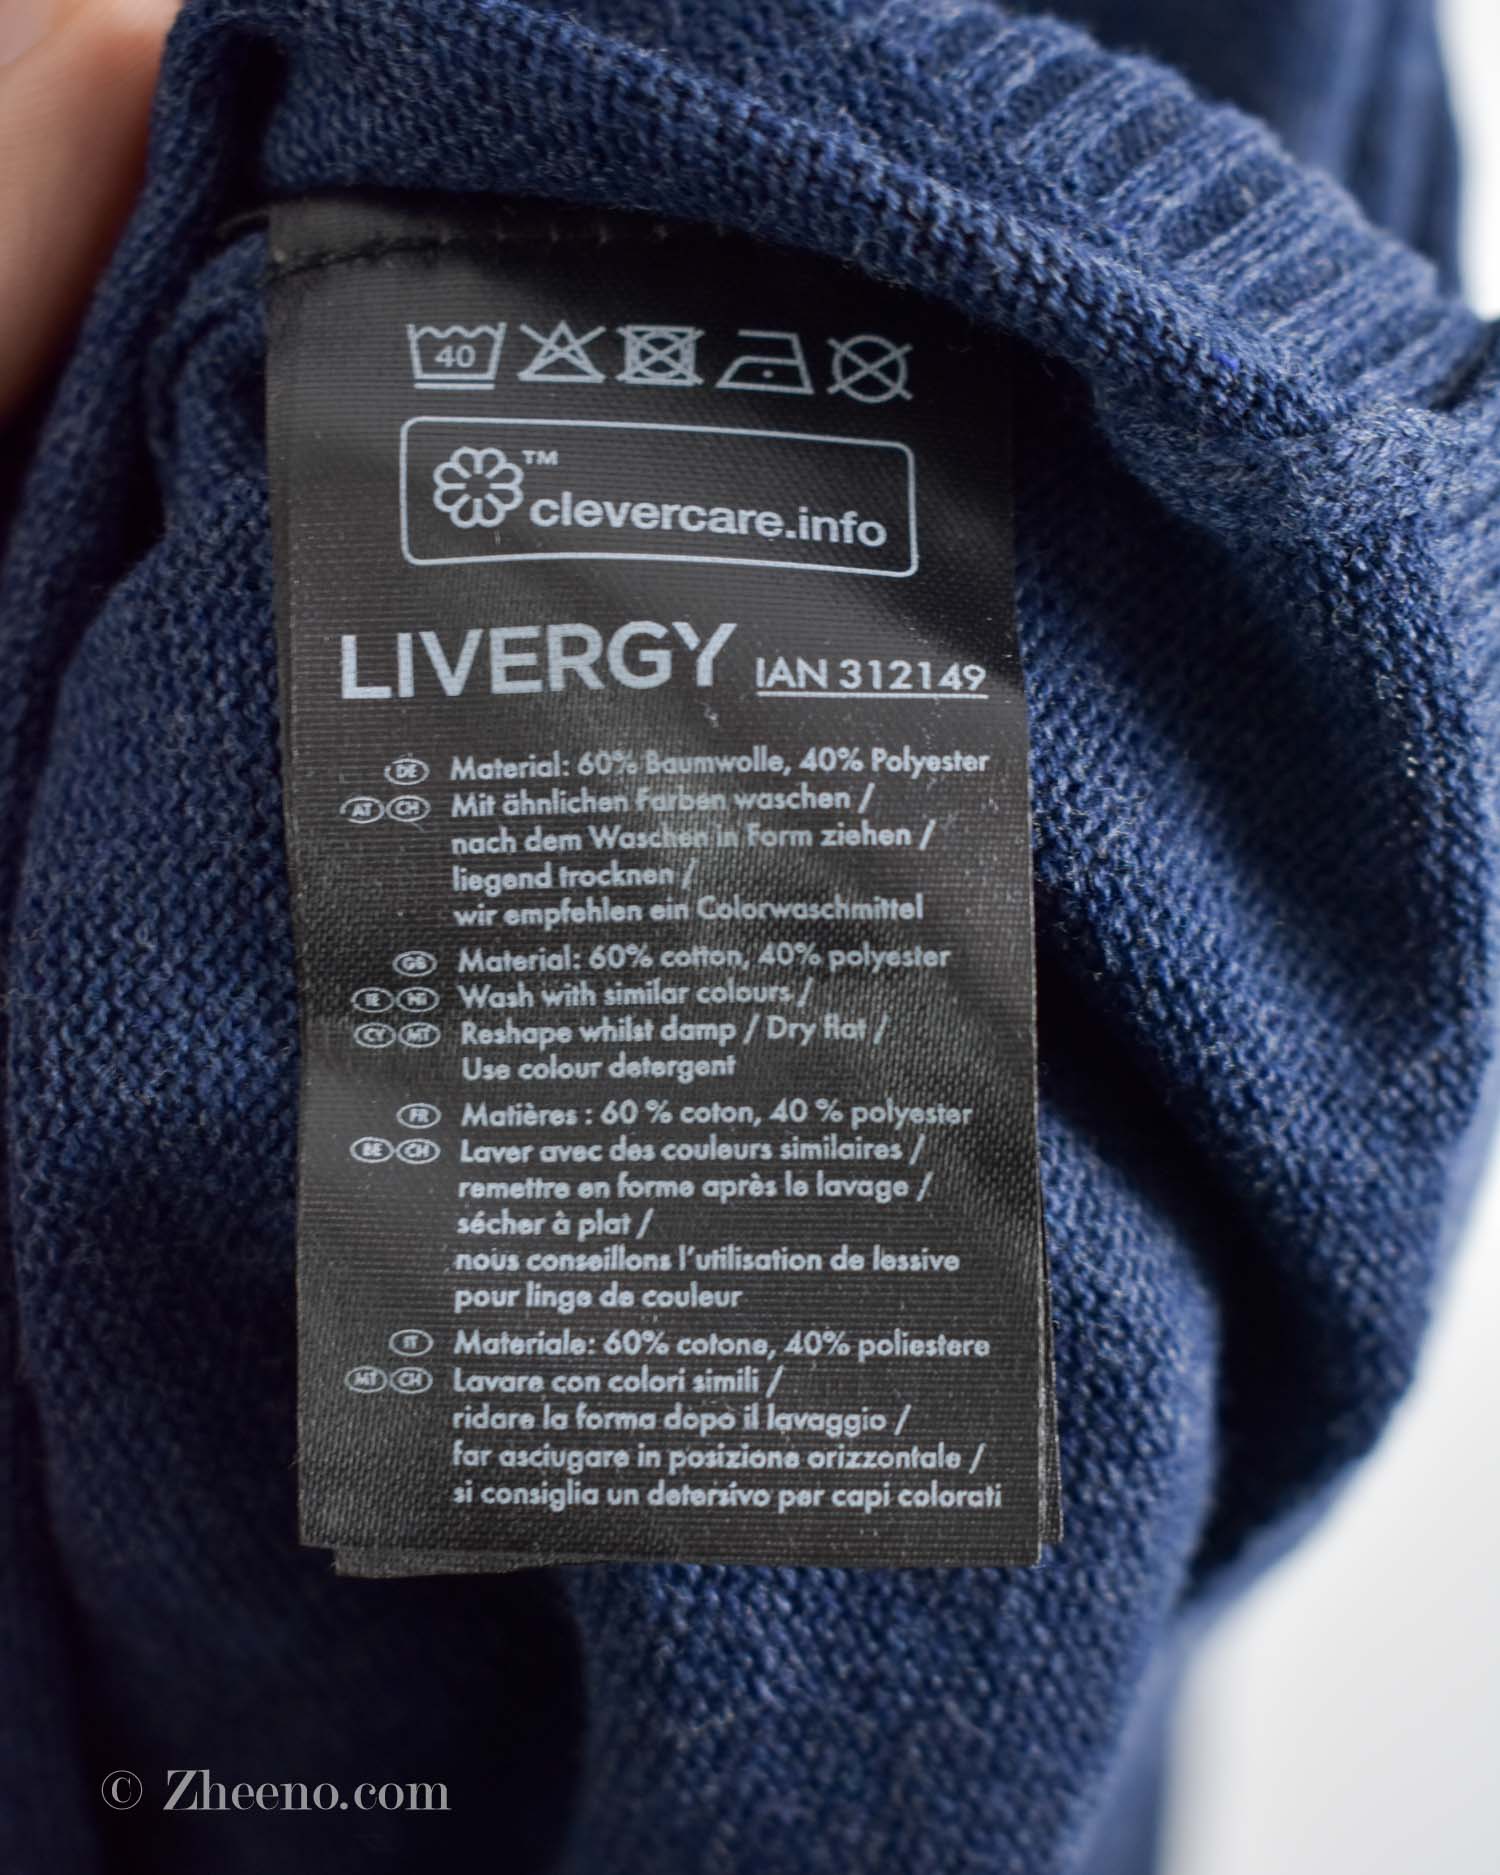 40
™
clevercare.info
LIVERGY IAN 312149
DE Material: 60% Baumwolle, 40% Polyester
AT CH Mit ähnlichen Farben waschen /
nach dem Waschen in Form ziehen /
liegend trocknen /
wir empfehlen ein Colorwaschmittel
GB Material: 60% cotton, 40% polyester
IE NI Wash with similar colours /
CY MT Reshape whilst damp / Dry flat /
Use colour detergent
FR Matières : 60 % coton, 40 % polyester
BE CH Laver avec des couleurs similaires /
remettre en forme après le lavage /
sécher à plat /
nous conseillons l'utilisation de lessive
pour linge de couleur
IT Materiale: 60% cotone, 40% poliestere
MT CH Lavare con colori simili /
ridare la forma dopo il lavaggio /
far asciugare in posizione orizzontale /
si consiglia un detersivo per capi colorati
© Zheeno.com